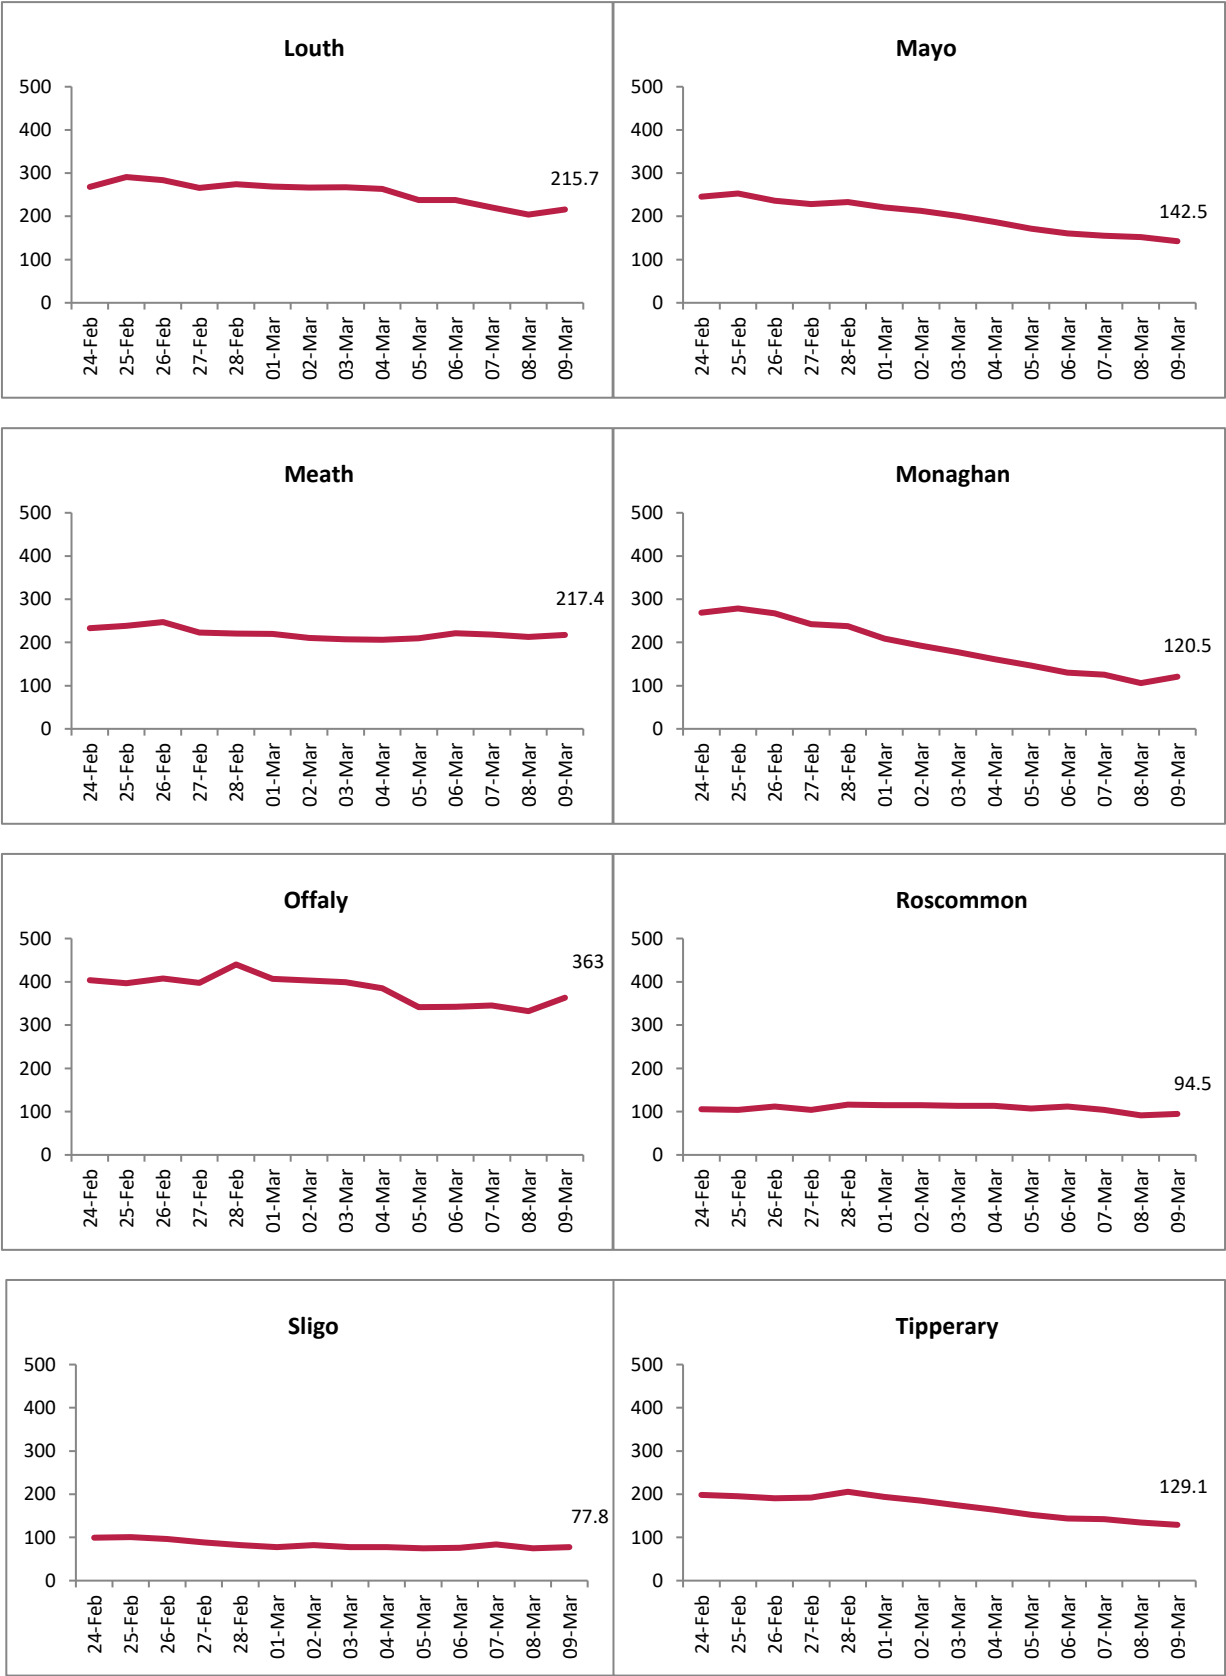 Louth
500
400
300
200
100
0
215.7
24-Feb
25-Feb
26-Feb
27-Feb
28-Feb
01-Mar
02-Mar
03-Mar
04-Mar
05-Mar
06-Mar
07-Mar
08-Mar
09-Mar
Mayo
500
400
300
200
100
0
142.5
24-Feb
25-Feb
26-Feb
27-Feb
28-Feb
01-Mar
02-Mar
03-Mar
04-Mar
05-Mar
06-Mar
07-Mar
08-Mar
09-Mar
Meath
500
400
300
200
100
0
217.4
24-Feb
25-Feb
26-Feb
27-Feb
28-Feb
01-Mar
02-Mar
03-Mar
04-Mar
05-Mar
06-Mar
07-Mar
08-Mar
09-Mar
Monaghan
500
400
300
200
100
0
120.5
24-Feb
25-Feb
26-Feb
27-Feb
28-Feb
01-Mar
02-Mar
03-Mar
04-Mar
05-Mar
06-Mar
07-Mar
08-Mar
09-Mar
Offaly
500
400
300
200
100
0
363
24-Feb
25-Feb
26-Feb
27-Feb
28-Feb
01-Mar
02-Mar
03-Mar
04-Mar
05-Mar
06-Mar
07-Mar
08-Mar
09-Mar
Roscommon
500
400
300
200
100
0
94.5
24-Feb
25-Feb
26-Feb
27-Feb
28-Feb
01-Mar
02-Mar
03-Mar
04-Mar
05-Mar
06-Mar
07-Mar
08-Mar
09-Mar
Sligo
500
400
300
200
100
0
77.8
24-Feb
25-Feb
26-Feb
27-Feb
28-Feb
01-Mar
02-Mar
03-Mar
04-Mar
05-Mar
06-Mar
07-Mar
08-Mar
09-Mar
Tipperary
500
400
300
200
100
0
129.1
24-Feb
25-Feb
26-Feb
27-Feb
28-Feb
01-Mar
02-Mar
03-Mar
04-Mar
05-Mar
06-Mar
07-Mar
08-Mar
09-Mar